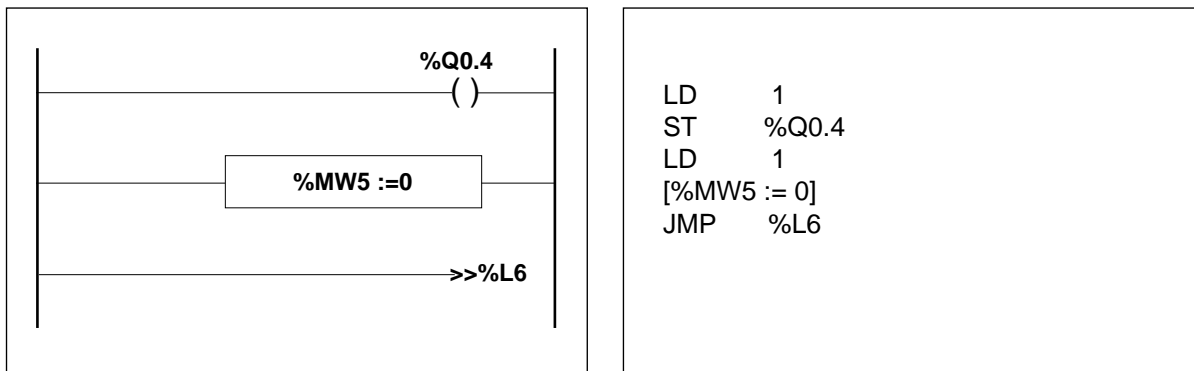 %Q0.4
( )
%MW5 :=0
>>%L6
LD 1
ST %Q0.4
LD 1
[%MW5 := 0]
JMP %L6